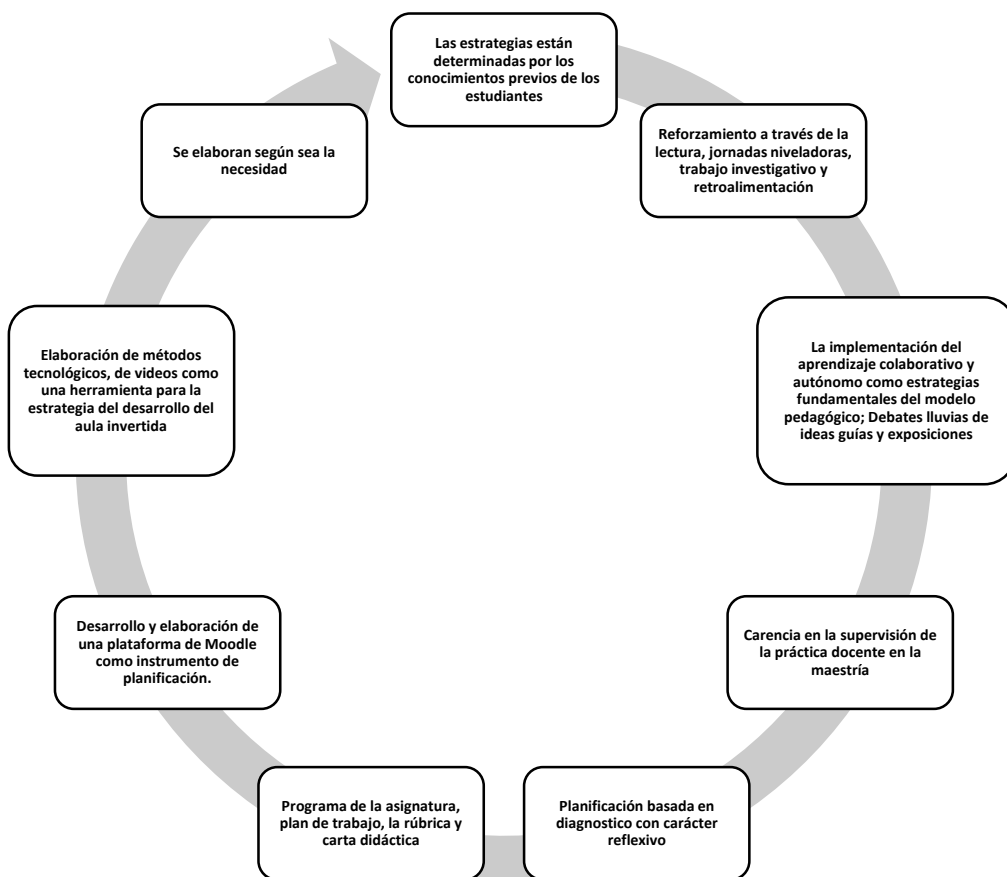 Las estrategias están
determinadas por los
conocimientos previos de los
estudiantes
Reforzamiento a través de la
lectura, jornadas niveladoras,
trabajo investigativo y
retroalimentación
La implementación del
aprendizaje colaborativo y
autónomo como estrategias
fundamentales del modelo
pedagógico; Debates lluvias de
ideas guías y exposiciones
Carencia en la supervisión de
la práctica docente en la
maestría
Planificación basada en
diagnostico con carácter
reflexivo
Programa de la asignatura,
plan de trabajo, la rúbrica y
carta didáctica
Desarrollo y elaboración de
una plataforma de Moodle
como instrumento de
planificación.
Elaboración de métodos
tecnológicos, de videos como
una herramienta para la
estrategia del desarrollo del
aula invertida
Se elaboran según sea la
necesidad